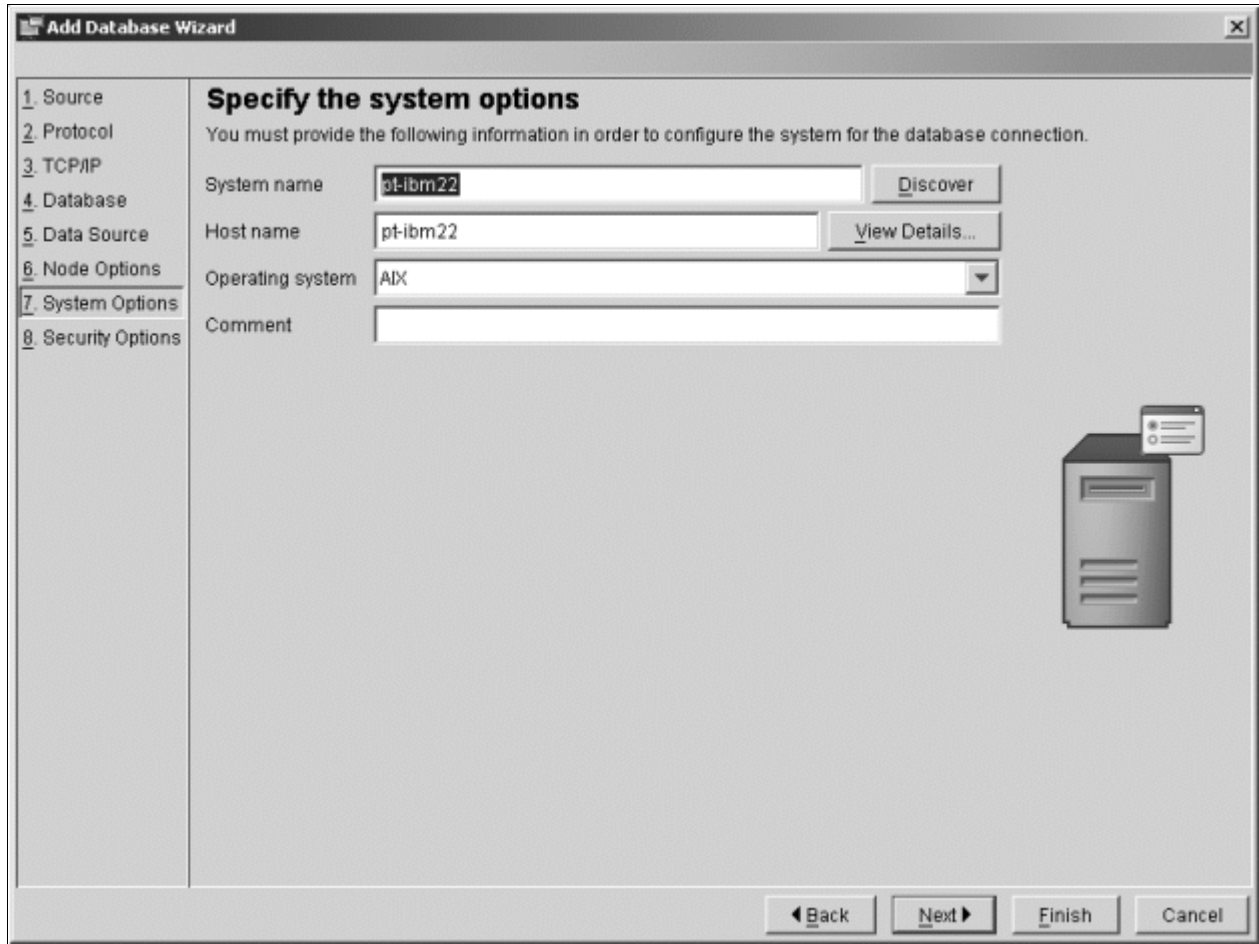 Add Database Wizard
1. Source
2. Protocol
3. TCP/IP
4. Database
5. Data Source
6. Node Options
7. System Options
8. Security Options
Specify the system options
You must provide the following information in order to configure the system for the database connection.
System name pt-ibm22 Discover
Host name pt-ibm22 View Details...
Operating system AIX
Comment
Back Next Finish Cancel